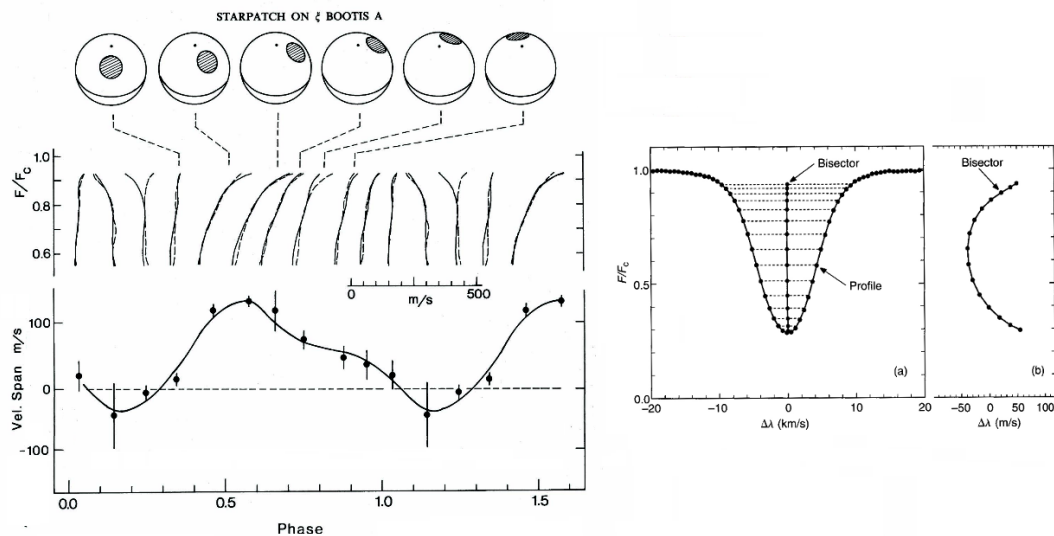 STARPATCH ON ξ BOOTIS A
F/Fc
1.0
0.8
0.6
0 m/s 500
Vel. Span m/s
100
0
-100
0.0 0.5 1.0 1.5
Phase
F/Fc
1.0
0.5
0.0
Bisector
Profile
(a)
−20 −10 0 10 20
Δλ (km/s)
Bisector
(b)
−50 0 50 100
Δλ (m/s)